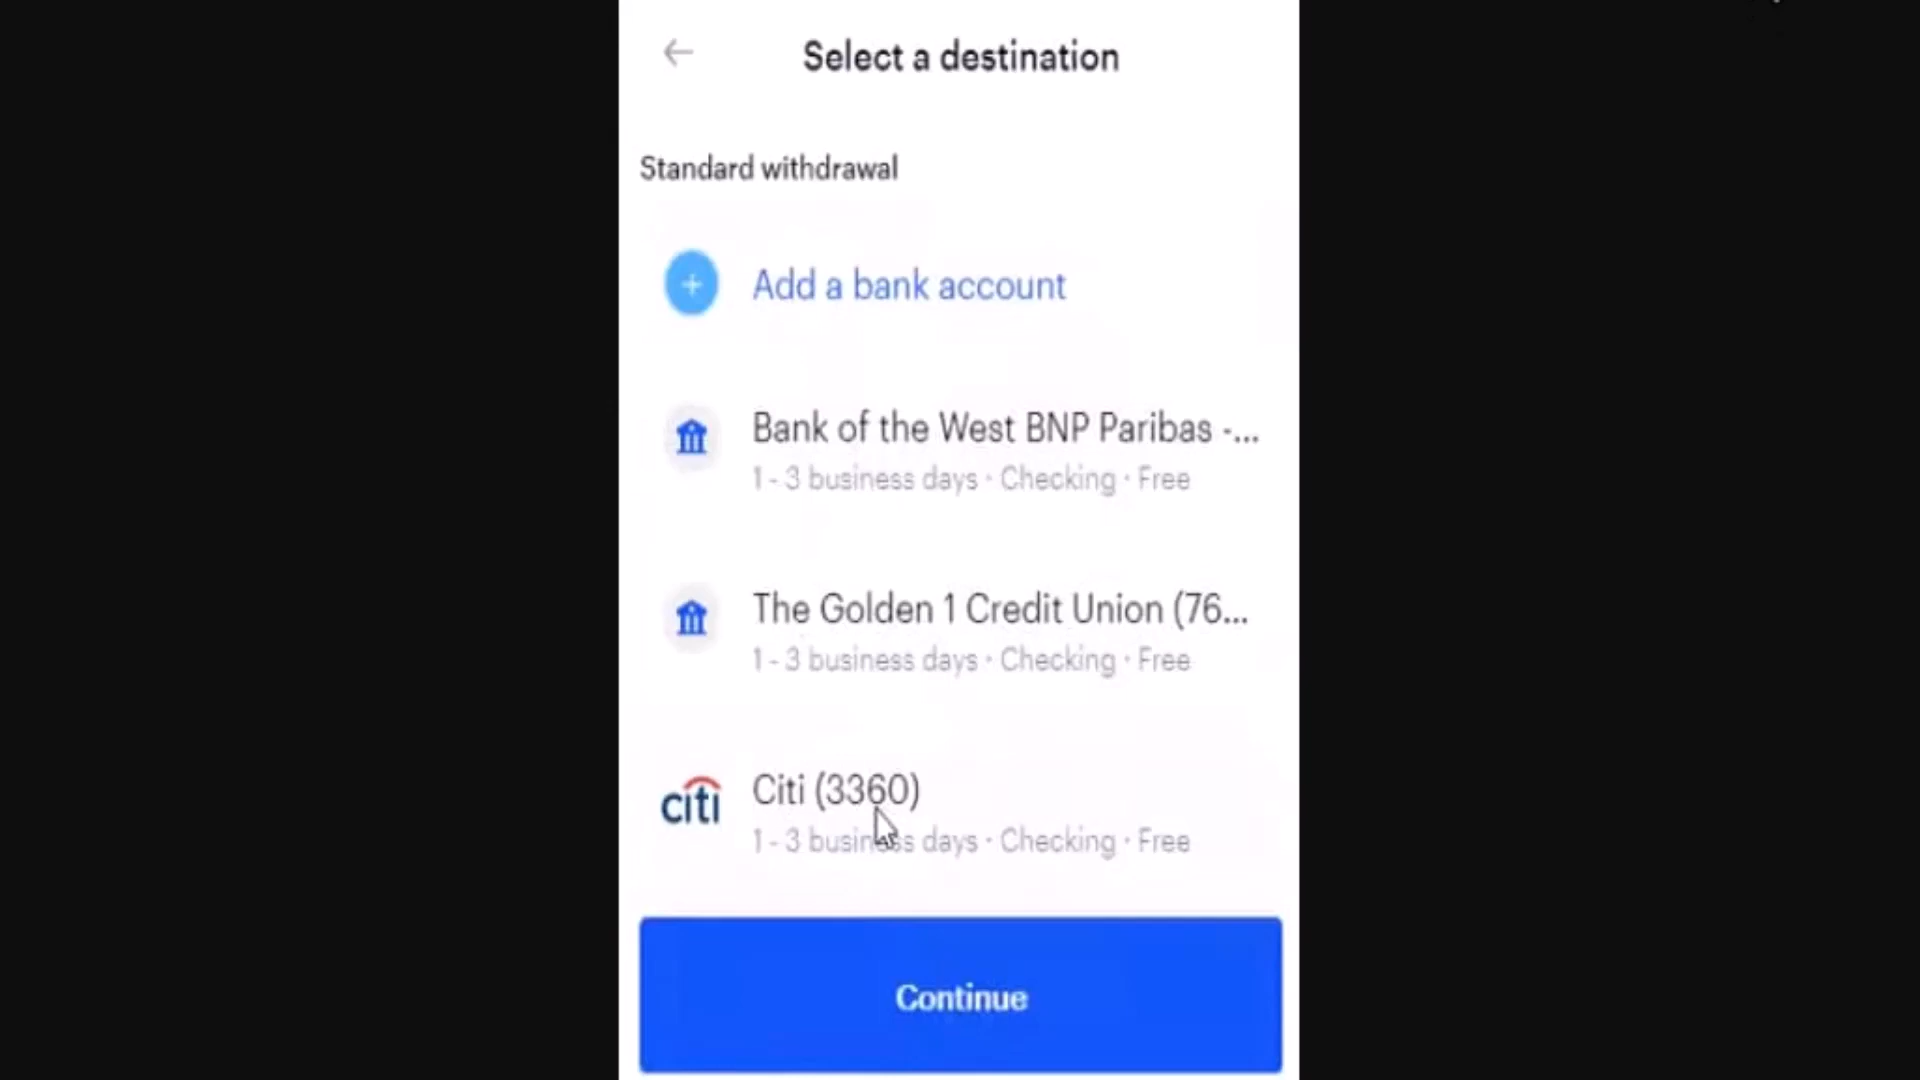 Select a destination
Standard withdrawal
Add a bank account
Bank of the West BNP Paribas -...
1 - 3 business days · Checking · Free
The Golden 1 Credit Union (76...
1 - 3 business days · Checking · Free
citi Citi (3360)
1 - 3 business days · Checking · Free
Continue